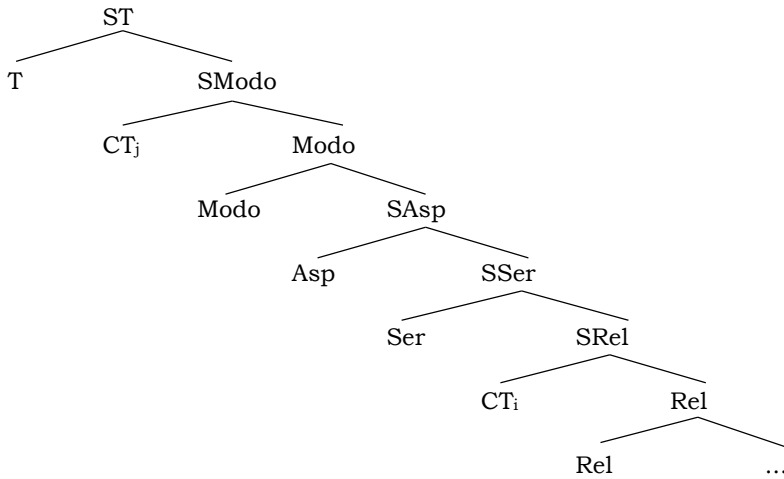 ST
T SModo
CTj Modo
Modo SAsp
Asp SSer
Ser SRel
CTi Rel
Rel ...